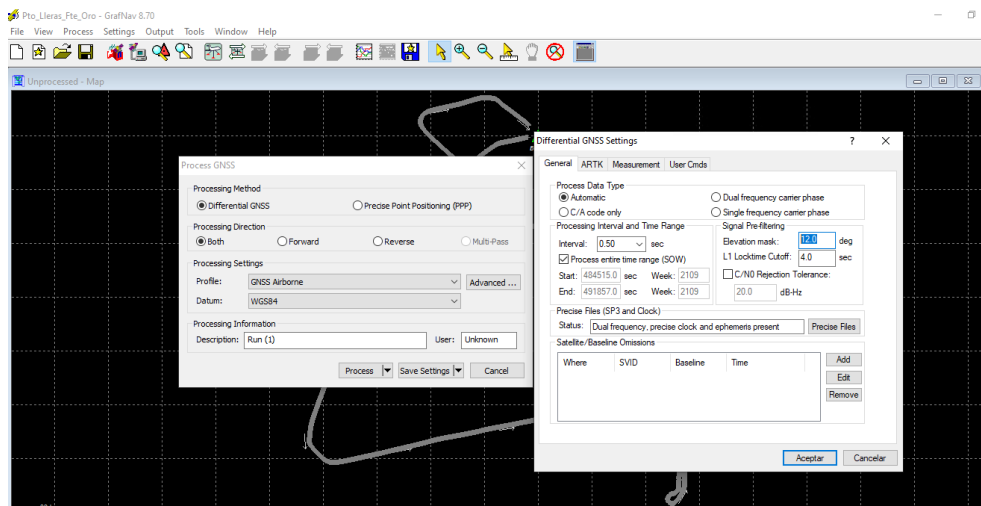 Pto_Lleras_Fte_Oro - GrafNav 8.70
File View Process Settings Output Tools Window Help
Unprocessed - Map
Process GNSS
Processing Method
Differential GNSS
Precise Point Positioning (PPP)
Processing Direction
Both
Forward
Reverse
Multi-Pass
Processing Settings
Profile: GNSS Airborne
Advanced ...
Datum: WGS84
Processing Information
Description: Run (1)
User: Unknown
Process
Save Settings
Cancel
Differential GNSS Settings
?
General ARTK Measurement User Cmds
Process Data Type
Automatic
Dual frequency carrier phase
C/A code only
Single frequency carrier phase
Processing Interval and Time Range
Interval: 0.50 sec
Process entire time range (SOW)
Start: 484515.0 sec Week: 2109
End: 491857.0 sec Week: 2109
Signal Pre-filtering
Elevation mask: 12.0 deg
L1 Locktime Cutoff: 4.0 sec
C/N0 Rejection Tolerance:
20.0 dB-Hz
Precise Files (SP3 and Clock)
Status: Dual frequency, precise clock and ephemeris present
Precise Files
Satellite/Baseline Omissions
Where SVID Baseline Time
Add
Edit
Remove
Aceptar
Cancelar